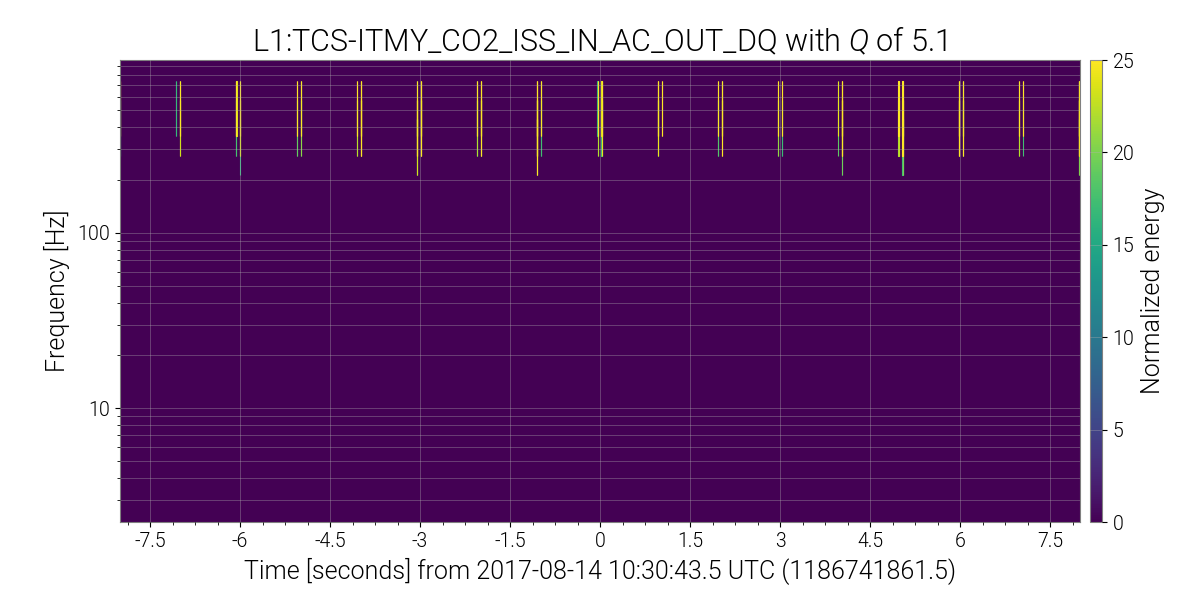 L1:TCS-ITMY_CO2_ISS_IN_AC_OUT_DQ with Q of 5.1
Frequency [Hz]
100
10
-7.5 -6 -4.5 -3 -1.5 0 1.5 3 4.5 6 7.5
Time [seconds] from 2017-08-14 10:30:43.5 UTC (1186741861.5)
25
20
15
10
5
0
Normalized energy